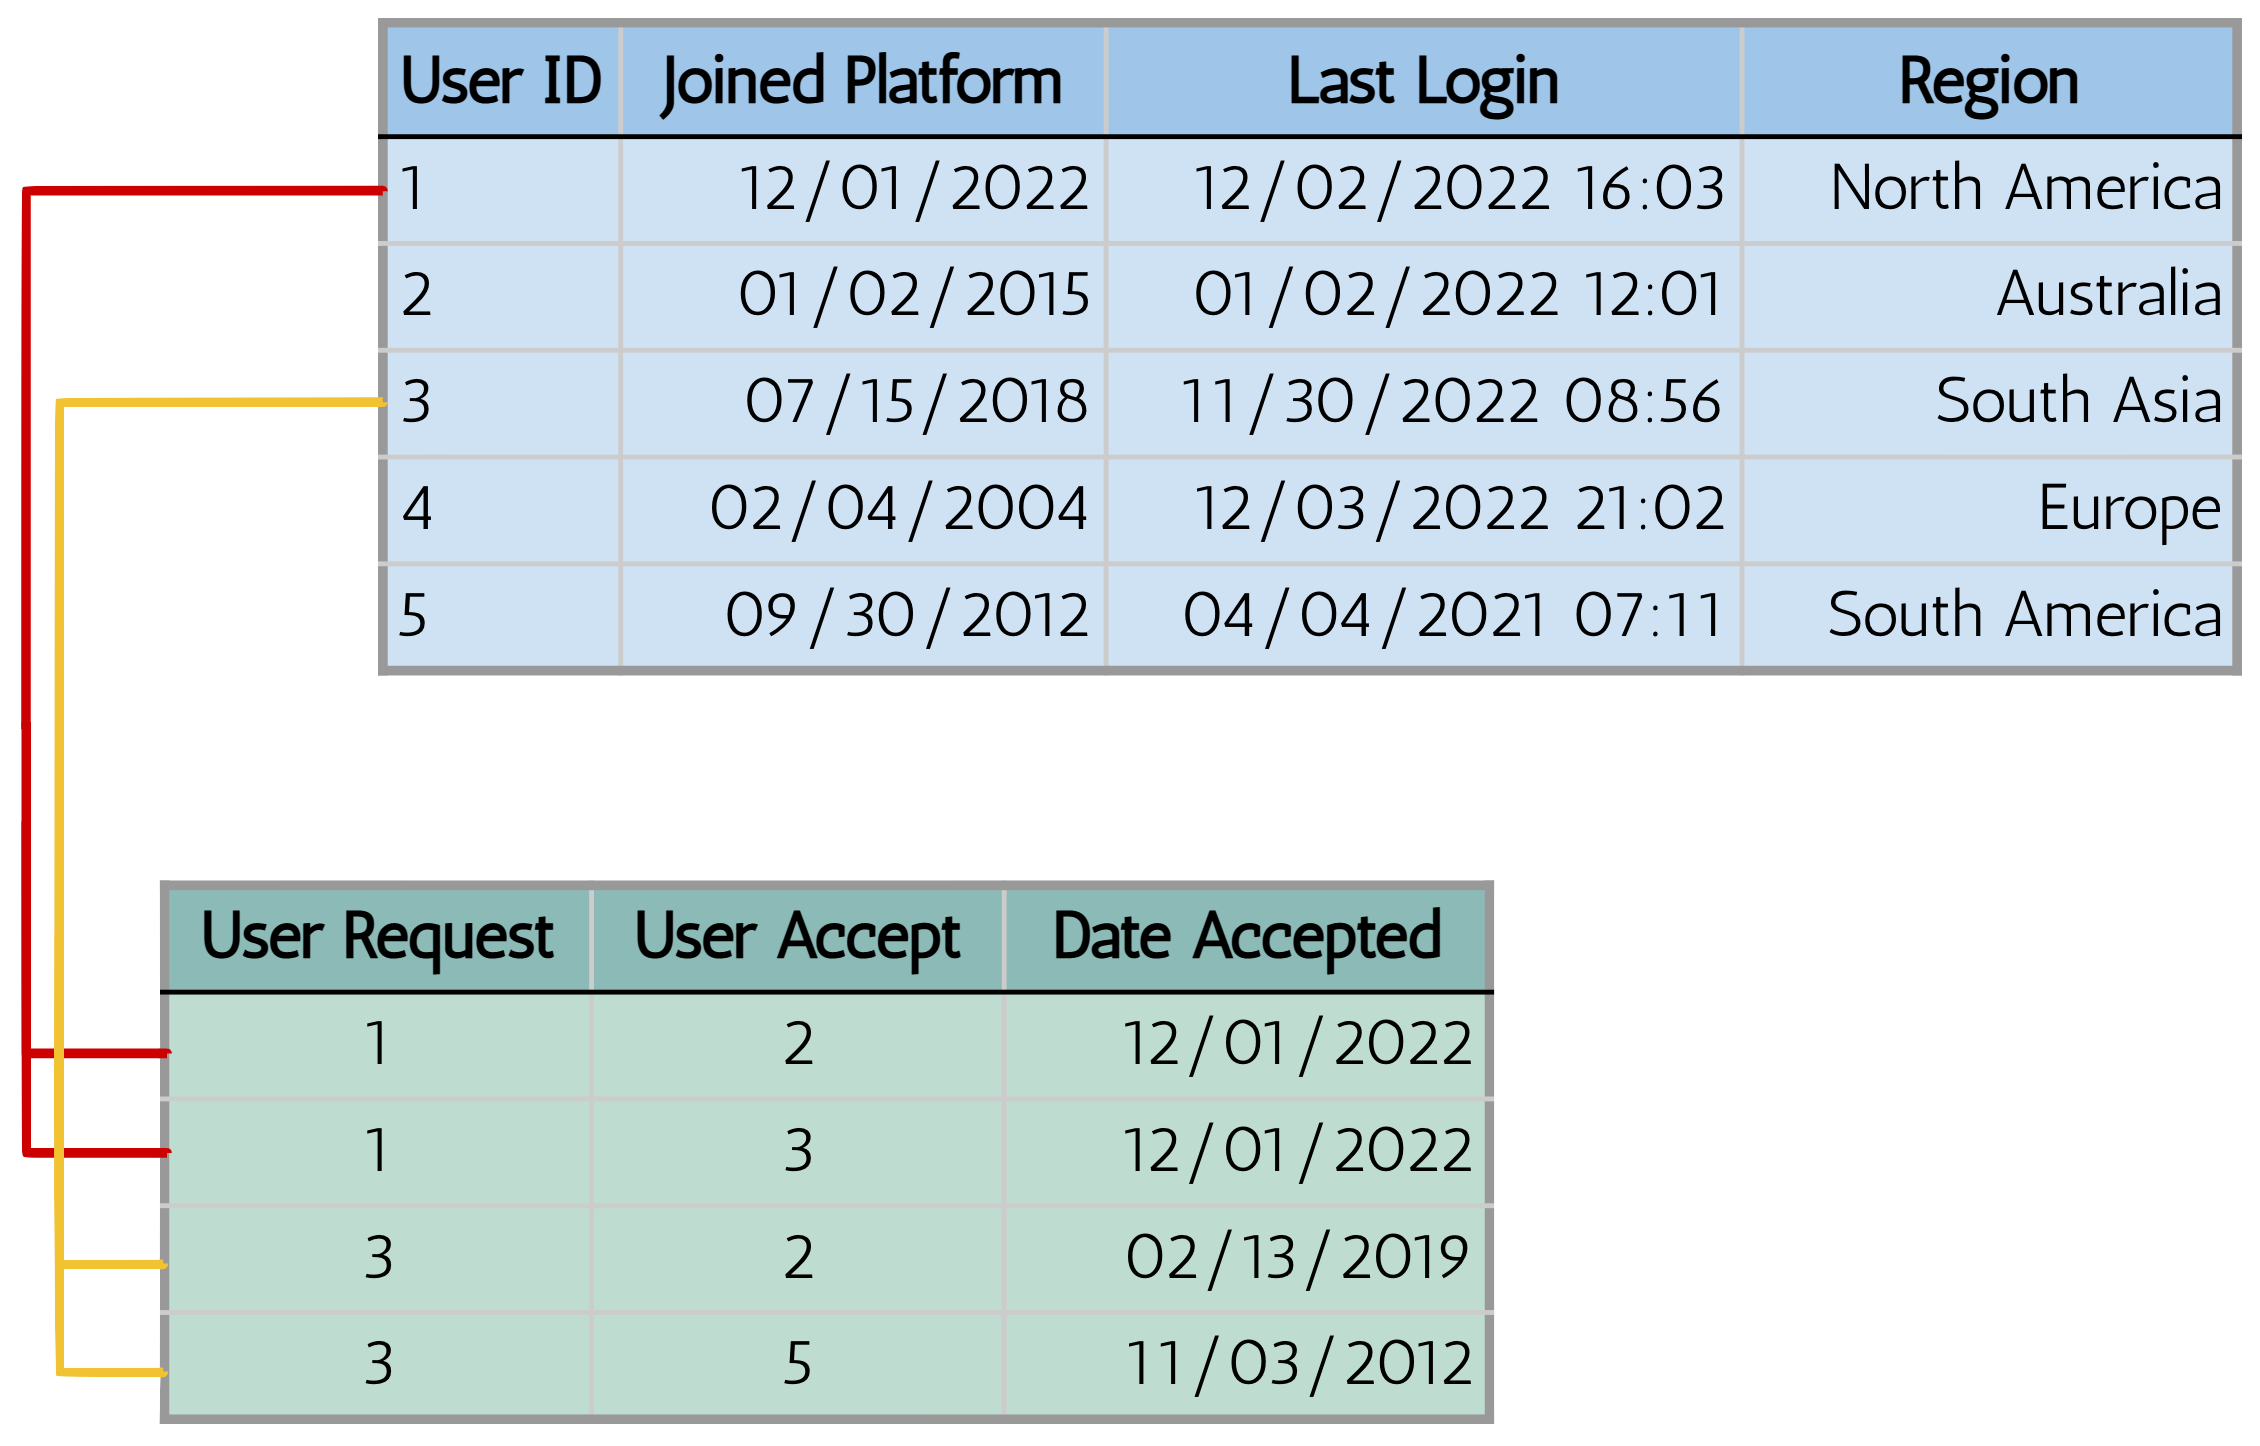 User ID Joined Platform Last Login Region
1 12/01/2022 12/02/2022 16:03 North America
2 01/02/2015 01/02/2022 12:01 Australia
3 07/15/2018 11/30/2022 08:56 South Asia
4 02/04/2004 12/03/2022 21:02 Europe
5 09/30/2012 04/04/2021 07:11 South America
User Request User Accept Date Accepted
1 2 12/01/2022
1 3 12/01/2022
3 2 02/13/2019
3 5 11/03/2012